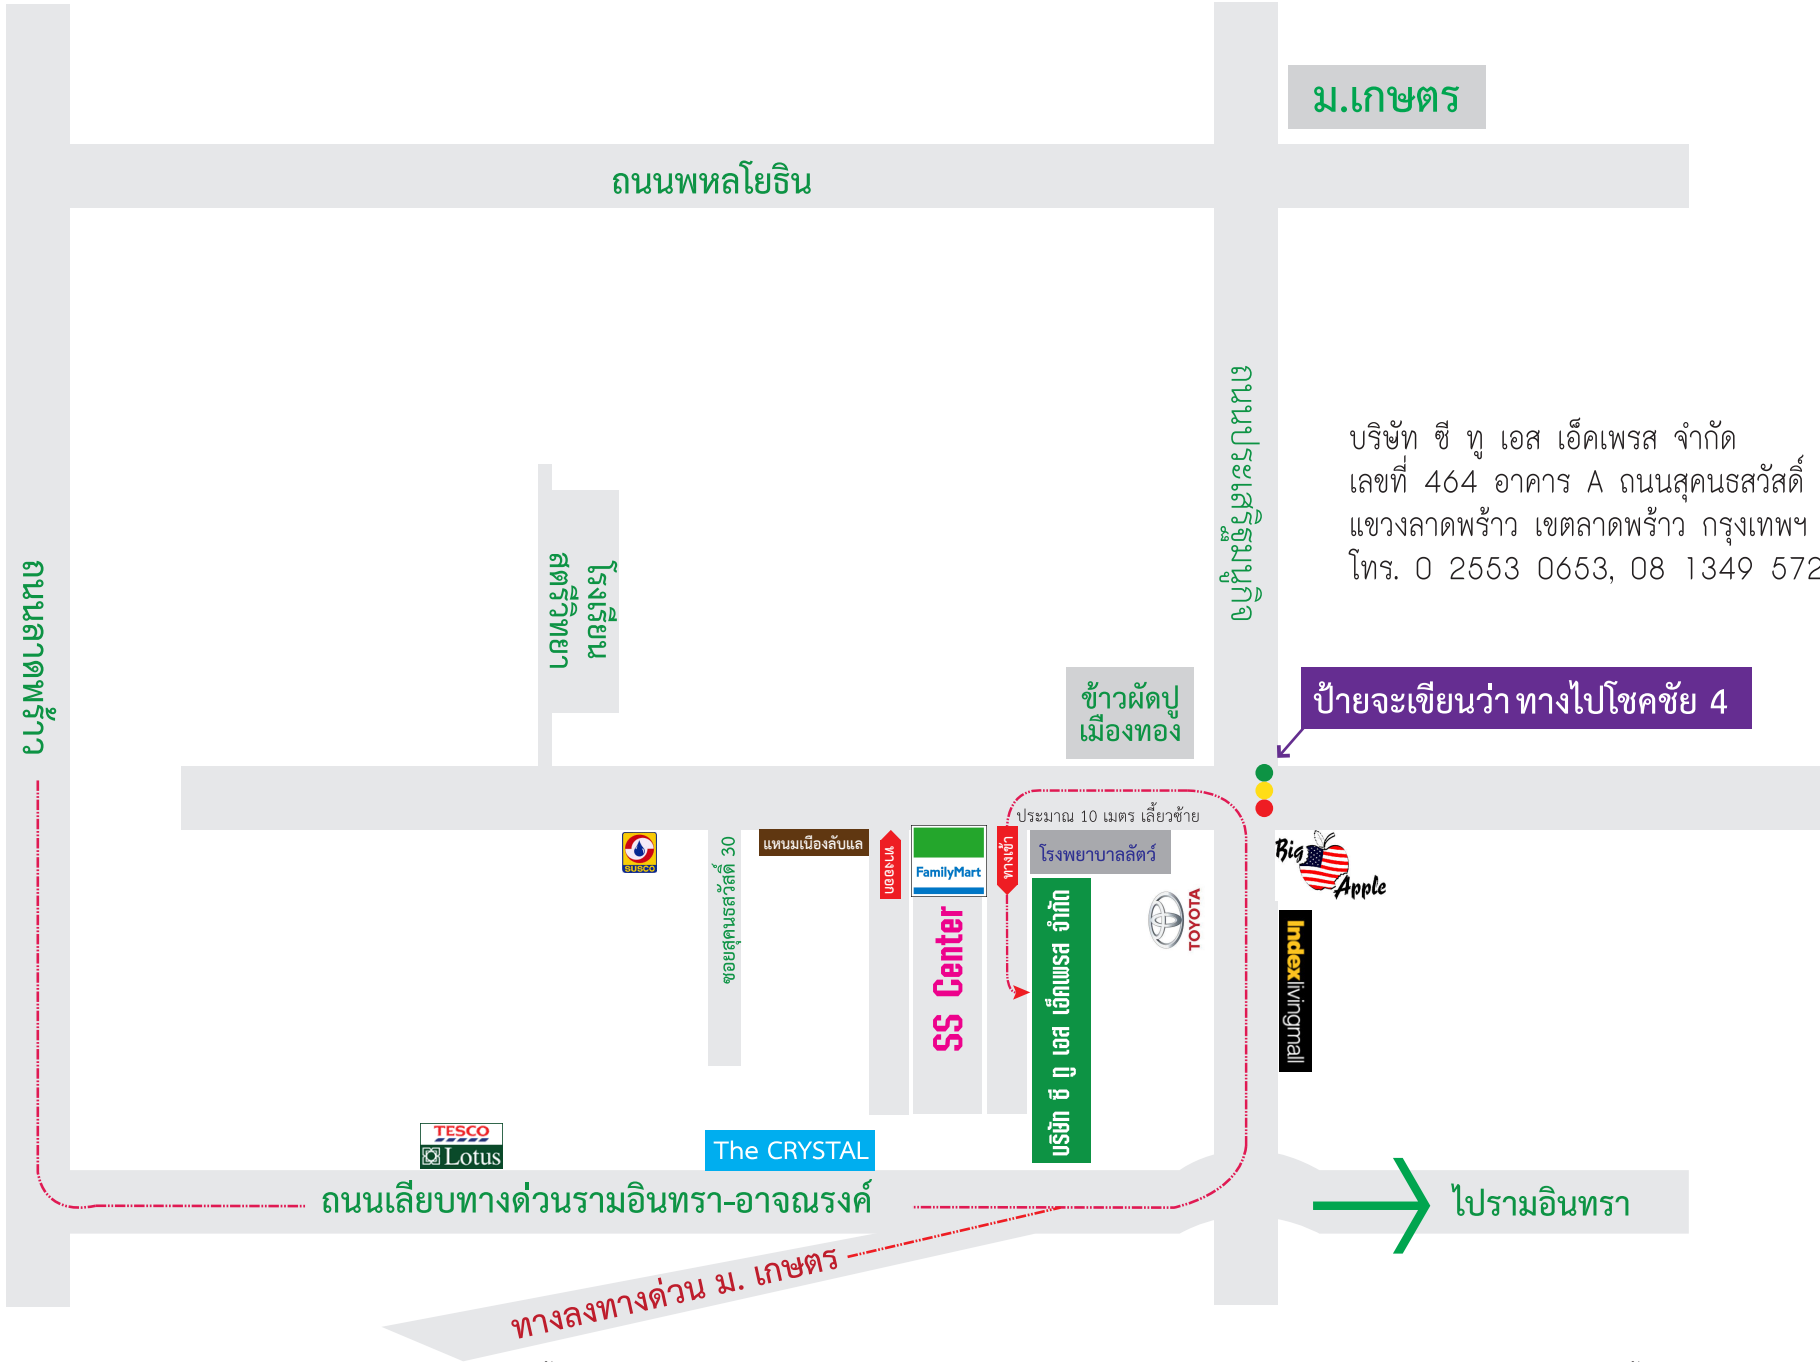 ม.เกษตร
ถนนพหลโยธิน
ถนนประเสริฐมนูกิจ
บริษัท ซี ทู เอส เอ็คเพรส จำกัด
เลขที่ 464 อาคาร A ถนนสุคนธสวัสดิ์
แขวงลาดพร้าว เขตลาดพร้าว กรุงเทพฯ
โทร. 0 2553 0653, 08 1349 572
ถนนลาดพร้าว
โรงเรียน
สตรีวิทยา
ข้าวผัดปู
เมืองทอง
ป้ายจะเขียนว่า ทางไปโชคชัย 4
ประมาณ 10 เมตร เลี้ยวซ้าย
SUSCO
ซอยสุคนธสวัสดิ์ 30
แหนมเนืองลับแล
ทางออก
FamilyMart
SS Center
ทางเข้า
โรงพยาบาลลัตว์
บริษัท ซี ทู เอส เอ็คเพรส จำกัด
TOYOTA
Big
Apple
Indexlivingmall
TESCO
Lotus
The CRYSTAL
ถนนเลียบทางด่วนรามอินทรา-อาจณรงค์
ไปรามอินทรา
ทางลงทางด่วน ม. เกษตร